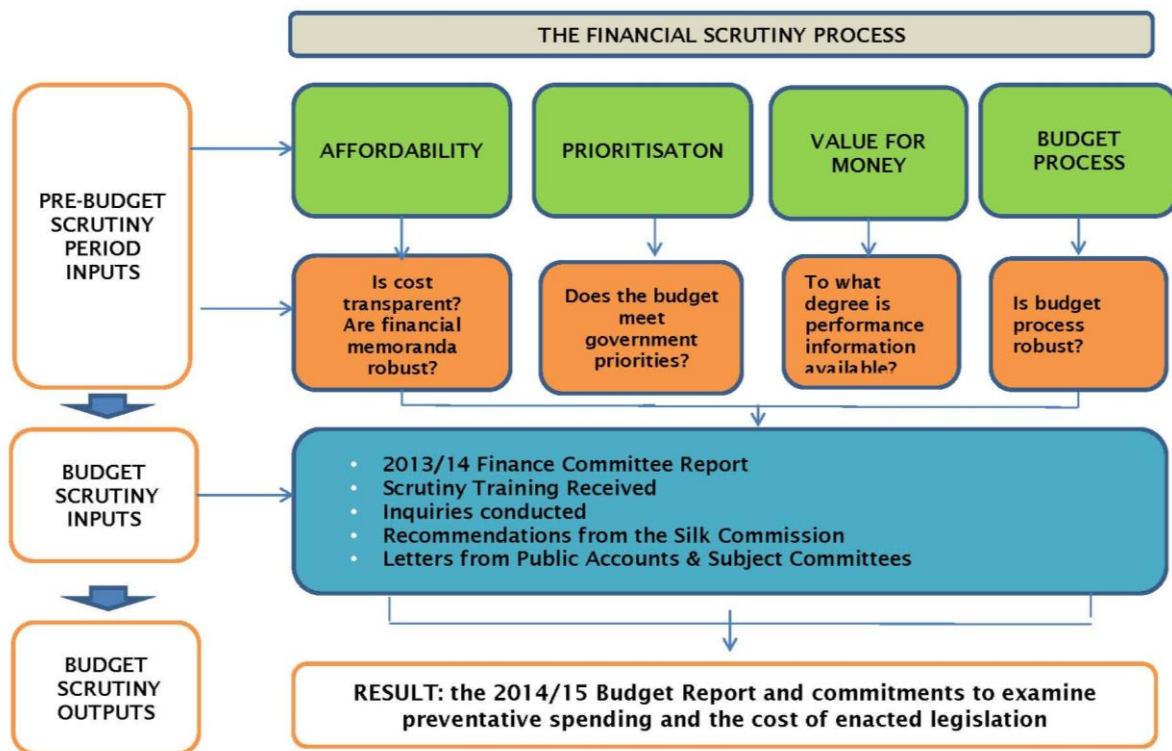 THE FINANCIAL SCRUTINY PROCESS
PRE-BUDGET
SCRUTINY
PERIOD
INPUTS
AFFORDABILITY
PRIORITISATON
VALUE FOR
MONEY
BUDGET
PROCESS
Is cost
transparent?
Are financial
memoranda
robust?
Does the budget
meet
government
priorities?
To what
degree is
performance
information
available?
Is budget
process
robust?
BUDGET
SCRUTINY
INPUTS
• 2013/14 Finance Committee Report
• Scrutiny Training Received
• Inquiries conducted
• Recommendations from the Silk Commission
• Letters from Public Accounts & Subject Committees
BUDGET
SCRUTINY
OUTPUTS
RESULT: the 2014/15 Budget Report and commitments to examine
preventative spending and the cost of enacted legislation